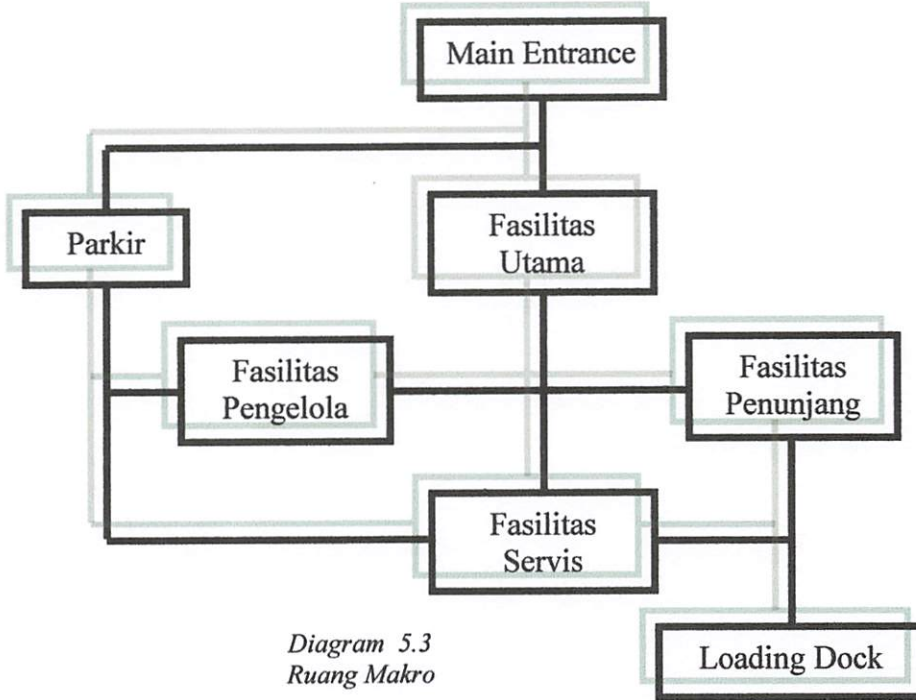 Main Entrance
Parkir
Fasilitas
Utama
Fasilitas
Pengelola
Fasilitas
Penunjang
Fasilitas
Servis
Diagram 5.3
Ruang Makro
Loading Dock